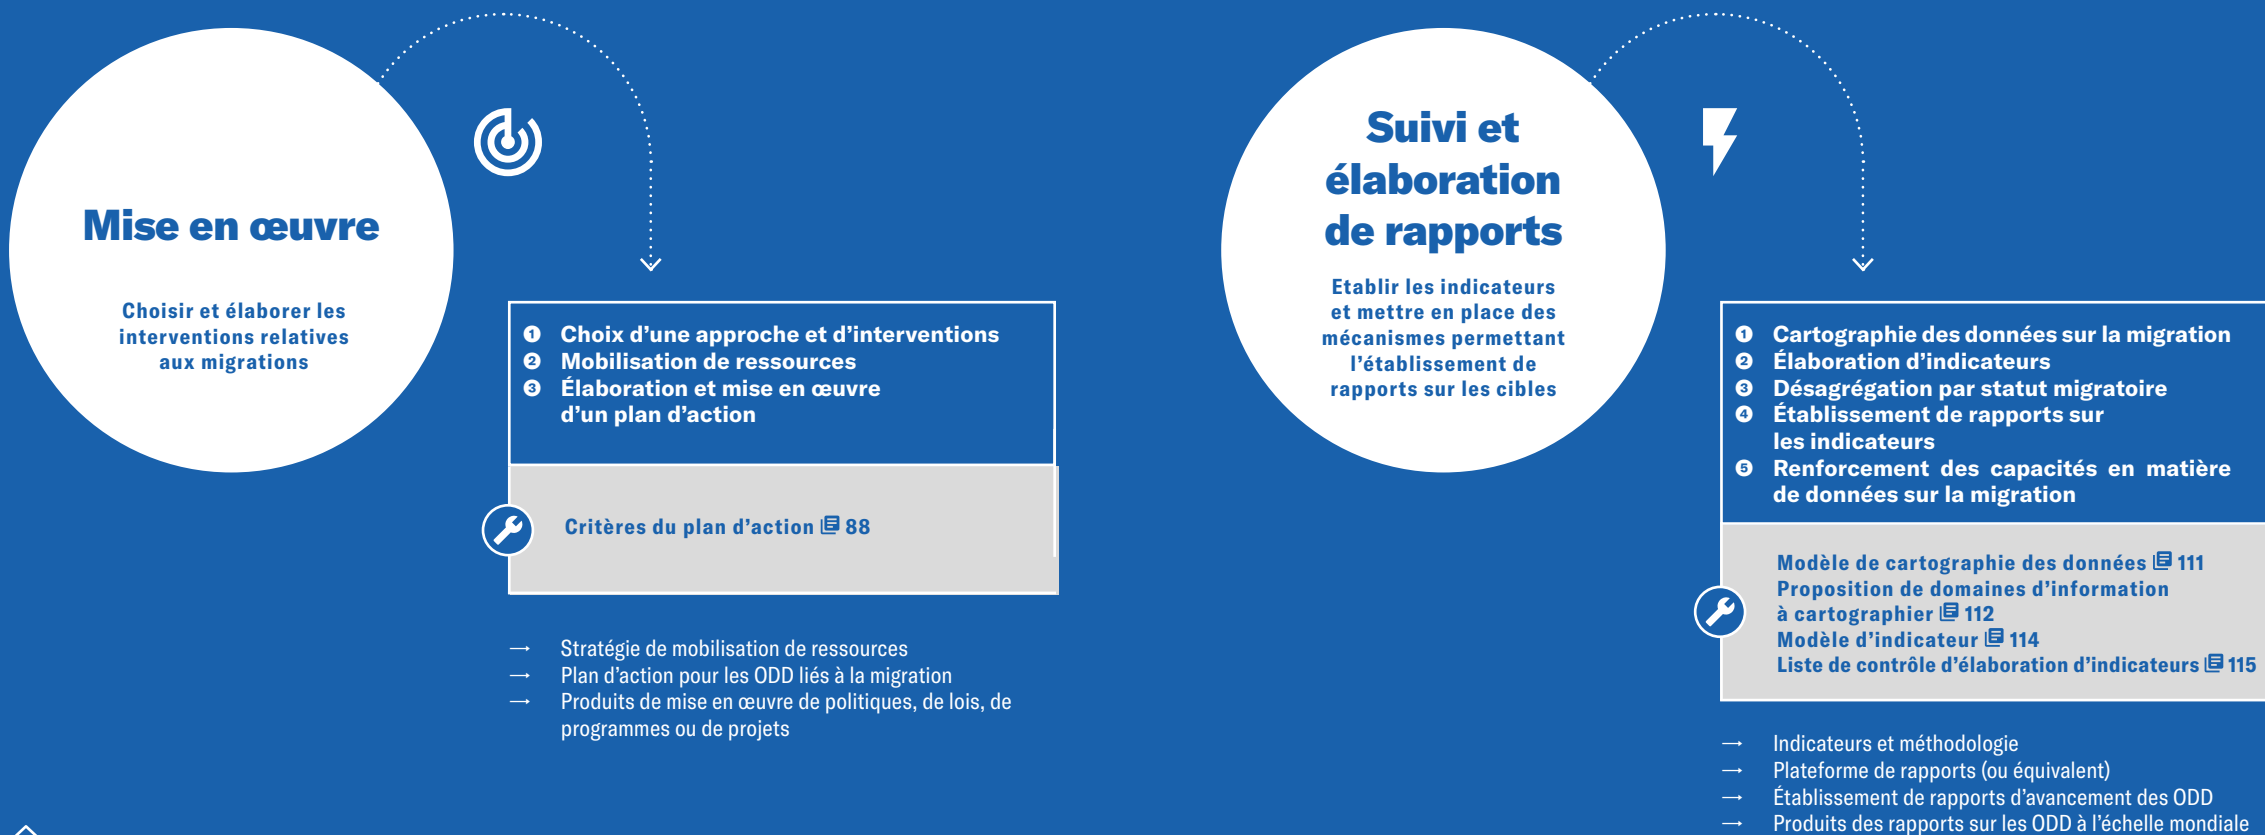 Mise en œuvre
Choisir et élaborer les
interventions relatives
aux migrations
❶ Choix d’une approche et d’interventions
❷ Mobilisation de ressources
❸ Élaboration et mise en œuvre
d’un plan d’action
Critères du plan d’action 88
→ Stratégie de mobilisation de ressources
→ Plan d’action pour les ODD liés à la migration
→ Produits de mise en œuvre de politiques, de lois, de
programmes ou de projets
Suivi et
élaboration
de rapports
Etablir les indicateurs
et mettre en place des
mécanismes permettant
l’établissement de
rapports sur les cibles
❶ Cartographie des données sur la migration
❷ Élaboration d’indicateurs
❸ Désagrégation par statut migratoire
❹ Établissement de rapports sur
les indicateurs
❺ Renforcement des capacités en matière
de données sur la migration
Modèle de cartographie des données 111
Proposition de domaines d’information
à cartographier 112
Modèle d’indicateur 114
Liste de contrôle d’élaboration d’indicateurs 115
→ Indicateurs et méthodologie
→ Plateforme de rapports (ou équivalent)
→ Établissement de rapports d’avancement des ODD
→ Produits des rapports sur les ODD à l’échelle mondiale